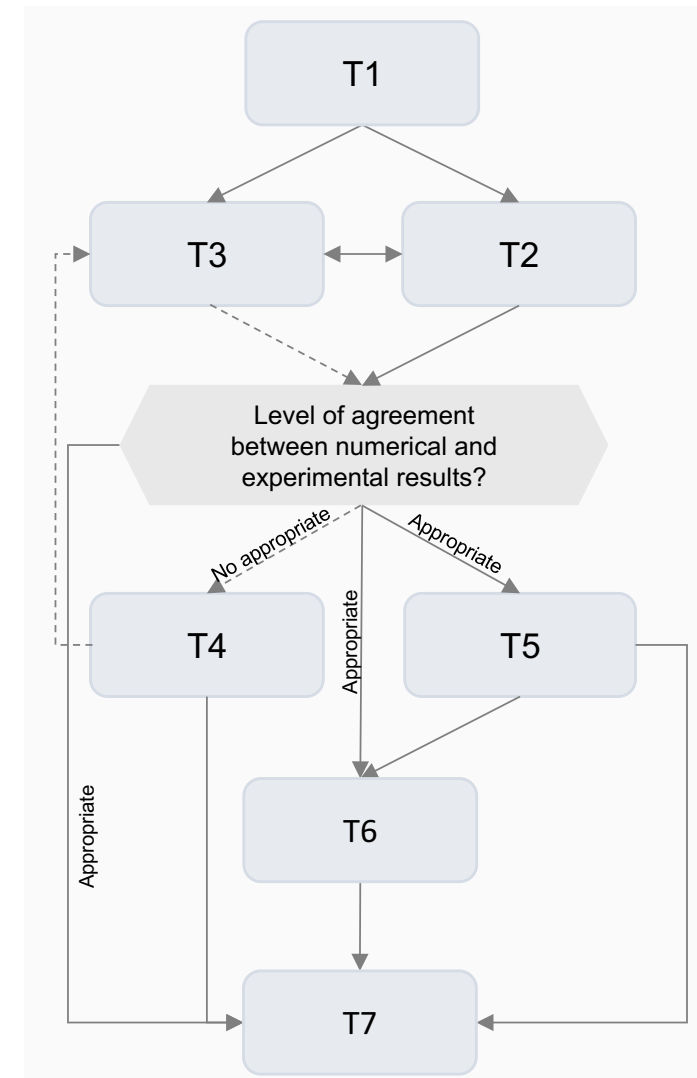 T1
T3
T2
Level of agreement
between numerical and
experimental results?
No appropriate
Appropriate
Appropriate
T4
T5
Appropriate
T6
T7